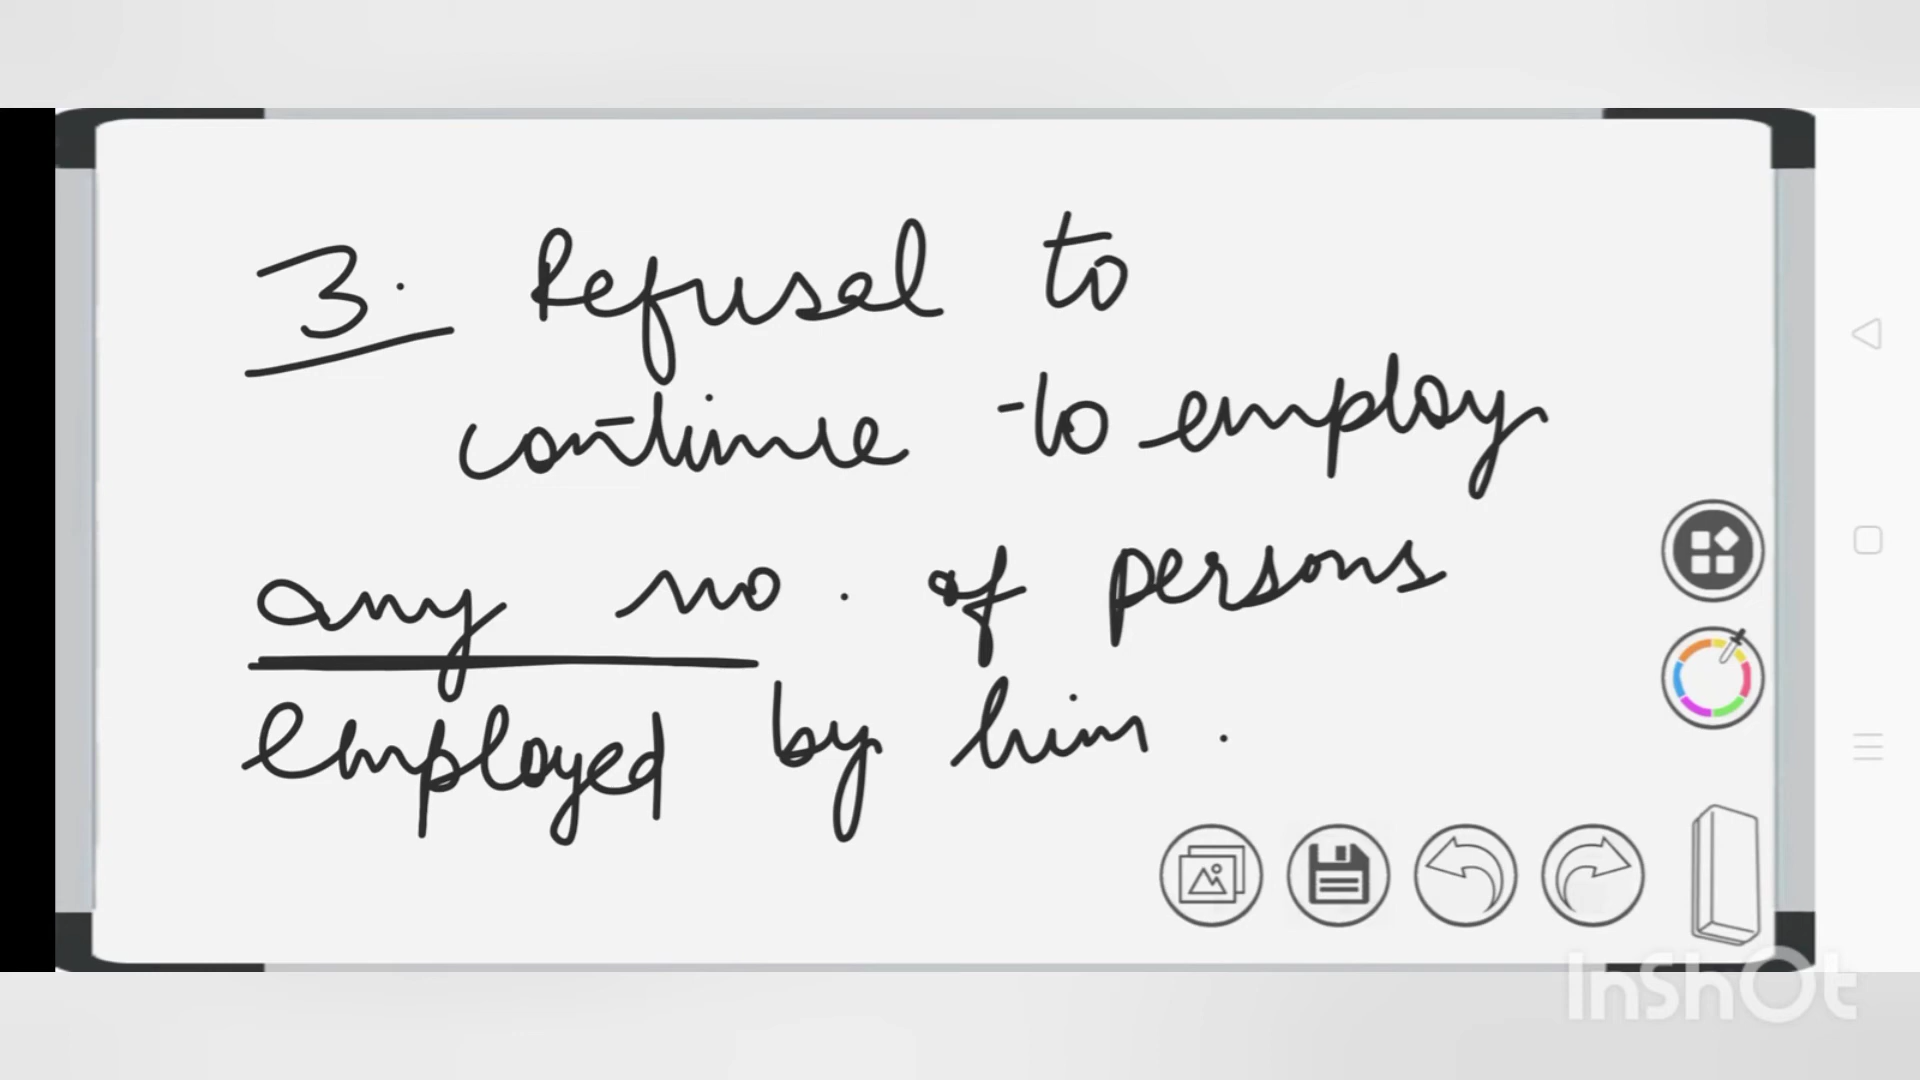 3. Refusal to
continue to employ
any no. of persons
employed by him.
InShOt